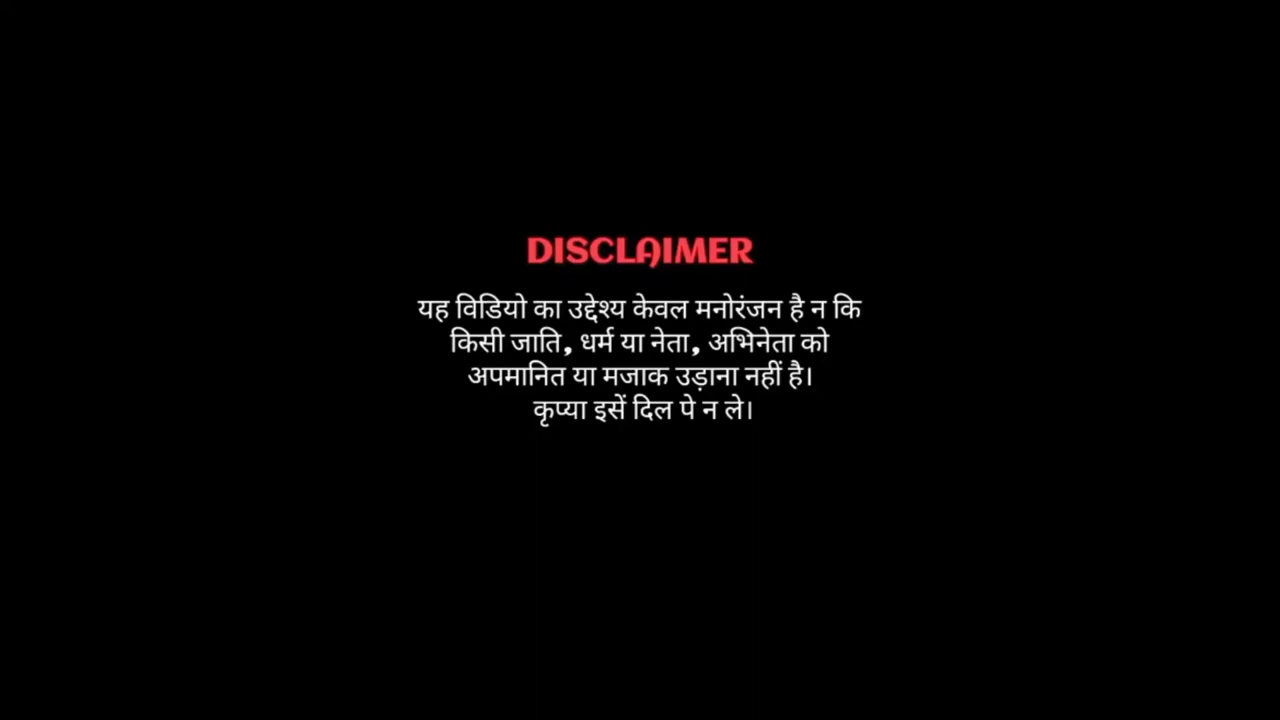 DISCLAIMER
यह विडियो का उद्देश्य केवल मनोरंजन है न कि
किसी जाति, धर्म या नेता, अभिनेता को
अपमानित या मजाक उड़ाना नहीं है।
कृप्या इसें दिल पे न ले।